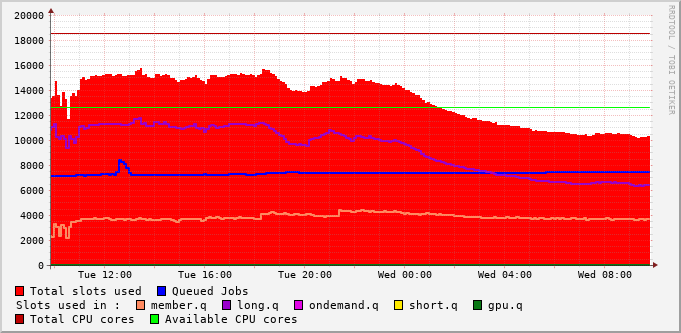 20000
18000
16000
14000
12000
10000
8000
6000
4000
2000
0
Tue 12:00 Tue 16:00 Tue 20:00 Wed 00:00 Wed 04:00 Wed 08:00
RRDTOOL / TOBI OETIKER
Total slots used Queued Jobs
Slots used in : member.q long.q ondemand.q short.q gpu.q
Total CPU cores Available CPU cores